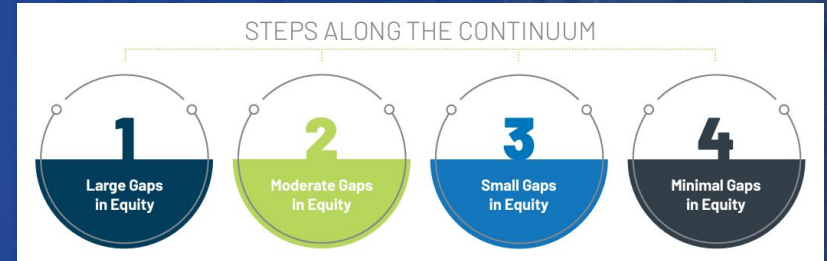 STEPS ALONG THE CONTINUUM
1
Large Gaps
in Equity
2
Moderate Gaps
in Equity
3
Small Gaps
in Equity
4
Minimal Gaps
in Equity